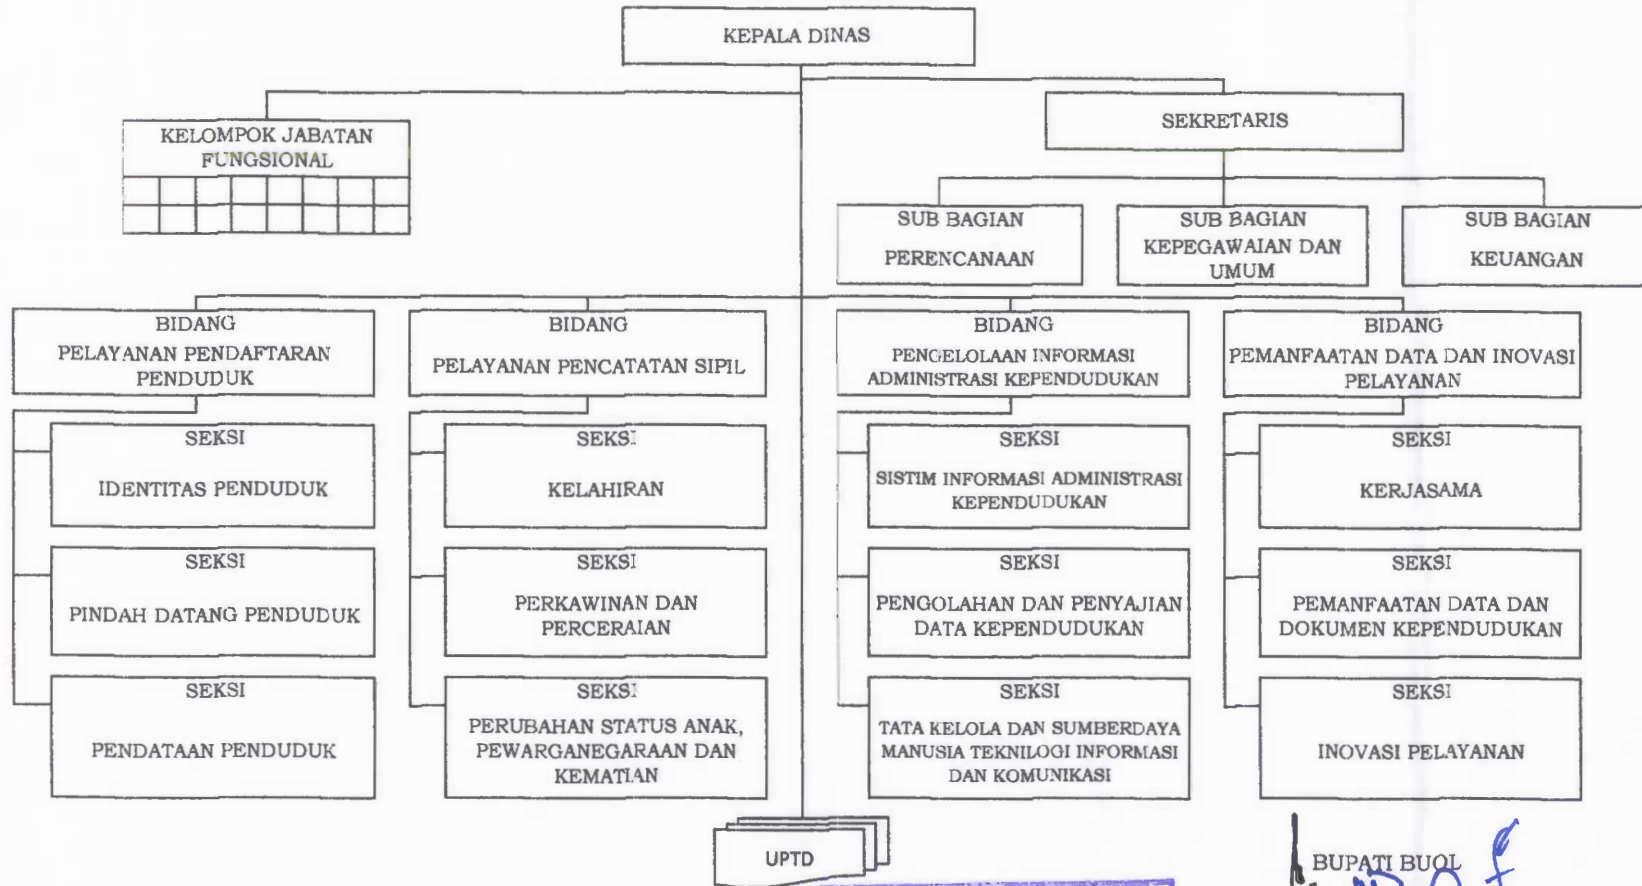 KEPALA DINAS
KELOMPOK JABATAN
FUNGSIONAL
SEKRETARIS
SUB BAGIAN
PERENCANAAN
SUB BAGIAN
KEPEGAWAIAN DAN
UMUM
SUB BAGIAN
KEUANGAN
BIDANG
PELAYANAN PENDAFTARAN
PENDUDUK
BIDANG
PELAYANAN PENCATATAN SIPIL
BIDANG
PENGELOLAAN INFORMASI
ADMINISTRASI KEPENDUDUKAN
BIDANG
PEMANFAATAN DATA DAN INOVASI
PELAYANAN
SEKSI
IDENTITAS PENDUDUK
SEKSI
KELAHIRAN
SEKSI
SISTIM INFORMASI ADMINISTRASI
KEPENDUDUKAN
SEKSI
KERJASAMA
SEKSI
PINDAH DATANG PENDUDUK
SEKSI
PERKAWINAN DAN
PERCERAIAN
SEKSI
PENGOLAHAN DAN PENYAJIAN
DATA KEPENDUDUKAN
SEKSI
PEMANFAATAN DATA DAN
DOKUMEN KEPENDUDUKAN
SEKSI
PENDATAAN PENDUDUK
SEKSI
PERUBAHAN STATUS ANAK,
PEWARGANEGARAAN DAN
KEMATIAN
SEKSI
TATA KELOLA DAN SUMBERDAYA
MANUSIA TEKNILOGI INFORMASI
DAN KOMUNIKASI
SEKSI
INOVASI PELAYANAN
UPTD
BUPATI BUOL